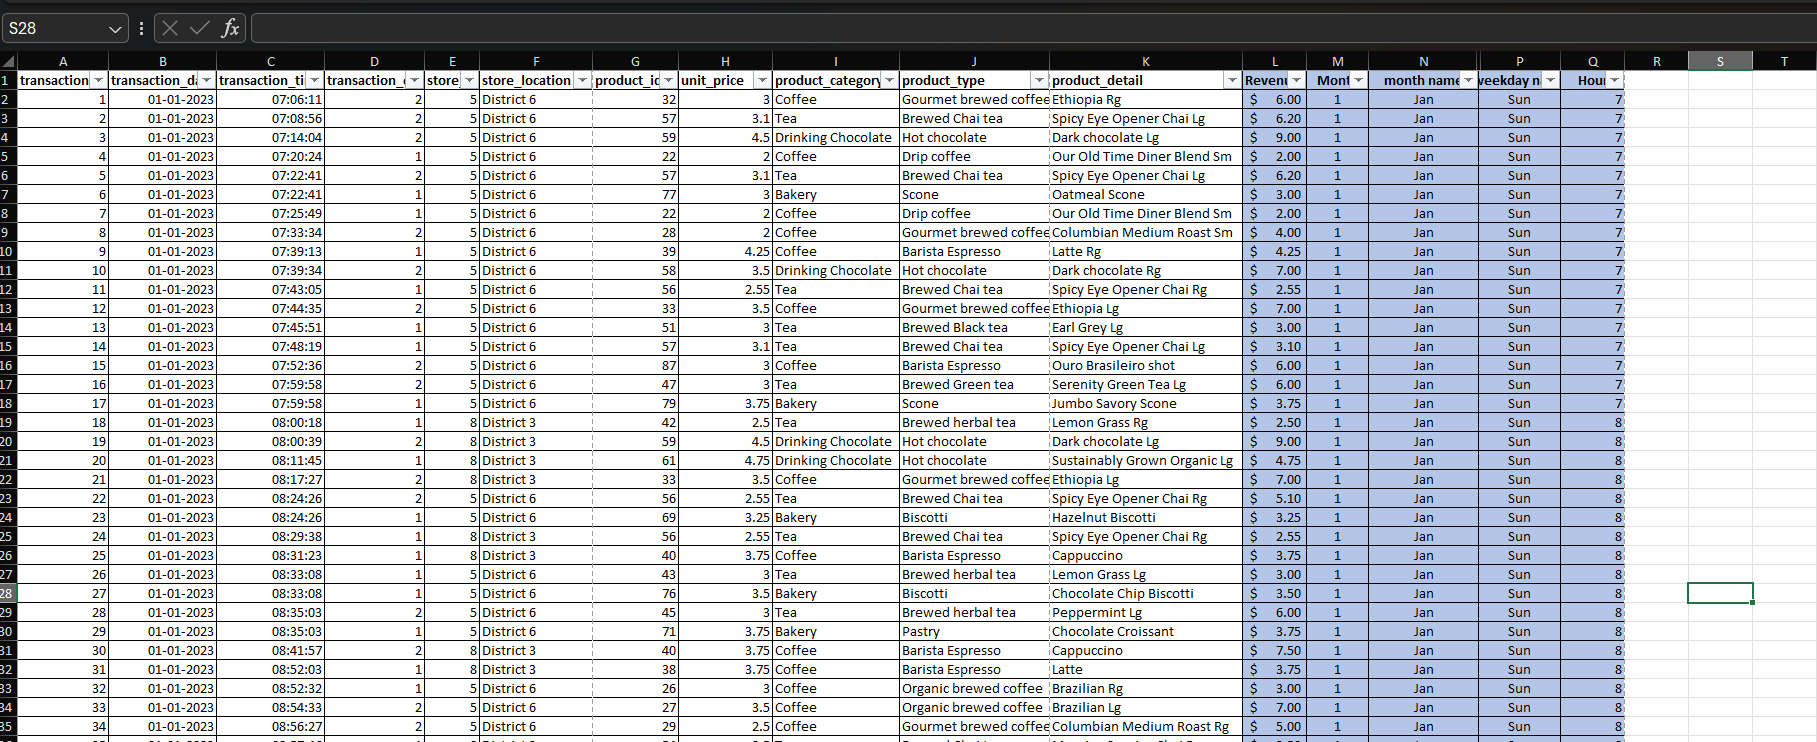 S28 fx
A B C D E F G H I J K L M N P Q R S T
1 transaction transaction_da transaction_ti transaction_ store_ store_location product_ic unit_price product_category product_type product_detail Revenu Mont month name weekday n Hour
2 1 01-01-2023 07:06:11 2 5 District 6 32 3 Coffee Gourmet brewed coffee Ethiopia Rg $ 6.00 1 Jan Sun 7
3 2 01-01-2023 07:08:56 2 5 District 6 57 3.1 Tea Brewed Chai tea Spicy Eye Opener Chai Lg $ 6.20 1 Jan Sun 7
4 3 01-01-2023 07:14:04 2 5 District 6 59 4.5 Drinking Chocolate Hot chocolate Dark chocolate Lg $ 9.00 1 Jan Sun 7
5 4 01-01-2023 07:20:24 1 5 District 6 22 2 Coffee Drip coffee Our Old Time Diner Blend Sm $ 2.00 1 Jan Sun 7
6 5 01-01-2023 07:22:41 2 5 District 6 57 3.1 Tea Brewed Chai tea Spicy Eye Opener Chai Lg $ 6.20 1 Jan Sun 7
7 6 01-01-2023 07:22:41 1 5 District 6 77 3 Bakery Scone Oatmeal Scone $ 3.00 1 Jan Sun 7
8 7 01-01-2023 07:25:49 1 5 District 6 22 2 Coffee Drip coffee Our Old Time Diner Blend Sm $ 2.00 1 Jan Sun 7
9 8 01-01-2023 07:33:34 2 5 District 6 28 2 Coffee Gourmet brewed coffee Columbian Medium Roast Sm $ 4.00 1 Jan Sun 7
10 9 01-01-2023 07:39:13 1 5 District 6 39 4.25 Coffee Barista Espresso Latte Rg $ 4.25 1 Jan Sun 7
11 10 01-01-2023 07:39:34 2 5 District 6 58 3.5 Drinking Chocolate Hot chocolate Dark chocolate Rg $ 7.00 1 Jan Sun 7
12 11 01-01-2023 07:43:05 1 5 District 6 56 2.55 Tea Brewed Chai tea Spicy Eye Opener Chai Rg $ 2.55 1 Jan Sun 7
13 12 01-01-2023 07:44:35 2 5 District 6 33 3.5 Coffee Gourmet brewed coffee Ethiopia Lg $ 7.00 1 Jan Sun 7
14 13 01-01-2023 07:45:51 1 5 District 6 51 3 Tea Brewed Black tea Earl Grey Lg $ 3.00 1 Jan Sun 7
15 14 01-01-2023 07:48:19 1 5 District 6 57 3.1 Tea Brewed Chai tea Spicy Eye Opener Chai Lg $ 3.10 1 Jan Sun 7
16 15 01-01-2023 07:52:36 2 5 District 6 87 3 Coffee Barista Espresso Ouro Brasileiro shot $ 6.00 1 Jan Sun 7
17 16 01-01-2023 07:59:58 2 5 District 6 47 3 Tea Brewed Green tea Serenity Green Tea Lg $ 6.00 1 Jan Sun 7
18 17 01-01-2023 07:59:58 1 5 District 6 79 3.75 Bakery Scone Jumbo Savory Scone $ 3.75 1 Jan Sun 7
19 18 01-01-2023 08:00:18 1 8 District 3 42 2.5 Tea Brewed herbal tea Lemon Grass Rg $ 2.50 1 Jan Sun 8
20 19 01-01-2023 08:00:39 2 8 District 3 59 4.5 Drinking Chocolate Hot chocolate Dark chocolate Lg $ 9.00 1 Jan Sun 8
21 20 01-01-2023 08:11:45 1 8 District 3 61 4.75 Drinking Chocolate Hot chocolate Sustainably Grown Organic Lg $ 4.75 1 Jan Sun 8
22 21 01-01-2023 08:17:27 2 8 District 3 33 3.5 Coffee Gourmet brewed coffee Ethiopia Lg $ 7.00 1 Jan Sun 8
23 22 01-01-2023 08:24:26 2 5 District 6 56 2.55 Tea Brewed Chai tea Spicy Eye Opener Chai Rg $ 5.10 1 Jan Sun 8
24 23 01-01-2023 08:24:26 1 5 District 6 69 3.25 Bakery Biscotti Hazelnut Biscotti $ 3.25 1 Jan Sun 8
25 24 01-01-2023 08:29:38 1 8 District 3 56 2.55 Tea Brewed Chai tea Spicy Eye Opener Chai Rg $ 2.55 1 Jan Sun 8
26 25 01-01-2023 08:31:23 1 8 District 3 40 3.75 Coffee Barista Espresso Cappuccino $ 3.75 1 Jan Sun 8
27 26 01-01-2023 08:33:08 1 5 District 6 43 3 Tea Brewed herbal tea Lemon Grass Lg $ 3.00 1 Jan Sun 8
28 27 01-01-2023 08:33:08 1 5 District 6 76 3.5 Bakery Biscotti Chocolate Chip Biscotti $ 3.50 1 Jan Sun 8
29 28 01-01-2023 08:35:03 2 5 District 6 45 3 Tea Brewed herbal tea Peppermint Lg $ 6.00 1 Jan Sun 8
30 29 01-01-2023 08:35:03 1 5 District 6 71 3.75 Bakery Pastry Chocolate Croissant $ 3.75 1 Jan Sun 8
31 30 01-01-2023 08:41:57 2 8 District 3 40 3.75 Coffee Barista Espresso Cappuccino $ 7.50 1 Jan Sun 8
32 31 01-01-2023 08:52:03 1 8 District 3 38 3.75 Coffee Barista Espresso Latte $ 3.75 1 Jan Sun 8
33 32 01-01-2023 08:52:32 1 5 District 6 26 3 Coffee Organic brewed coffee Brazilian Rg $ 3.00 1 Jan Sun 8
34 33 01-01-2023 08:54:33 2 5 District 6 27 3.5 Coffee Organic brewed coffee Brazilian Lg $ 7.00 1 Jan Sun 8
35 34 01-01-2023 08:56:27 2 5 District 6 29 2.5 Coffee Gourmet brewed coffee Columbian Medium Roast Rg $ 5.00 1 Jan Sun 8